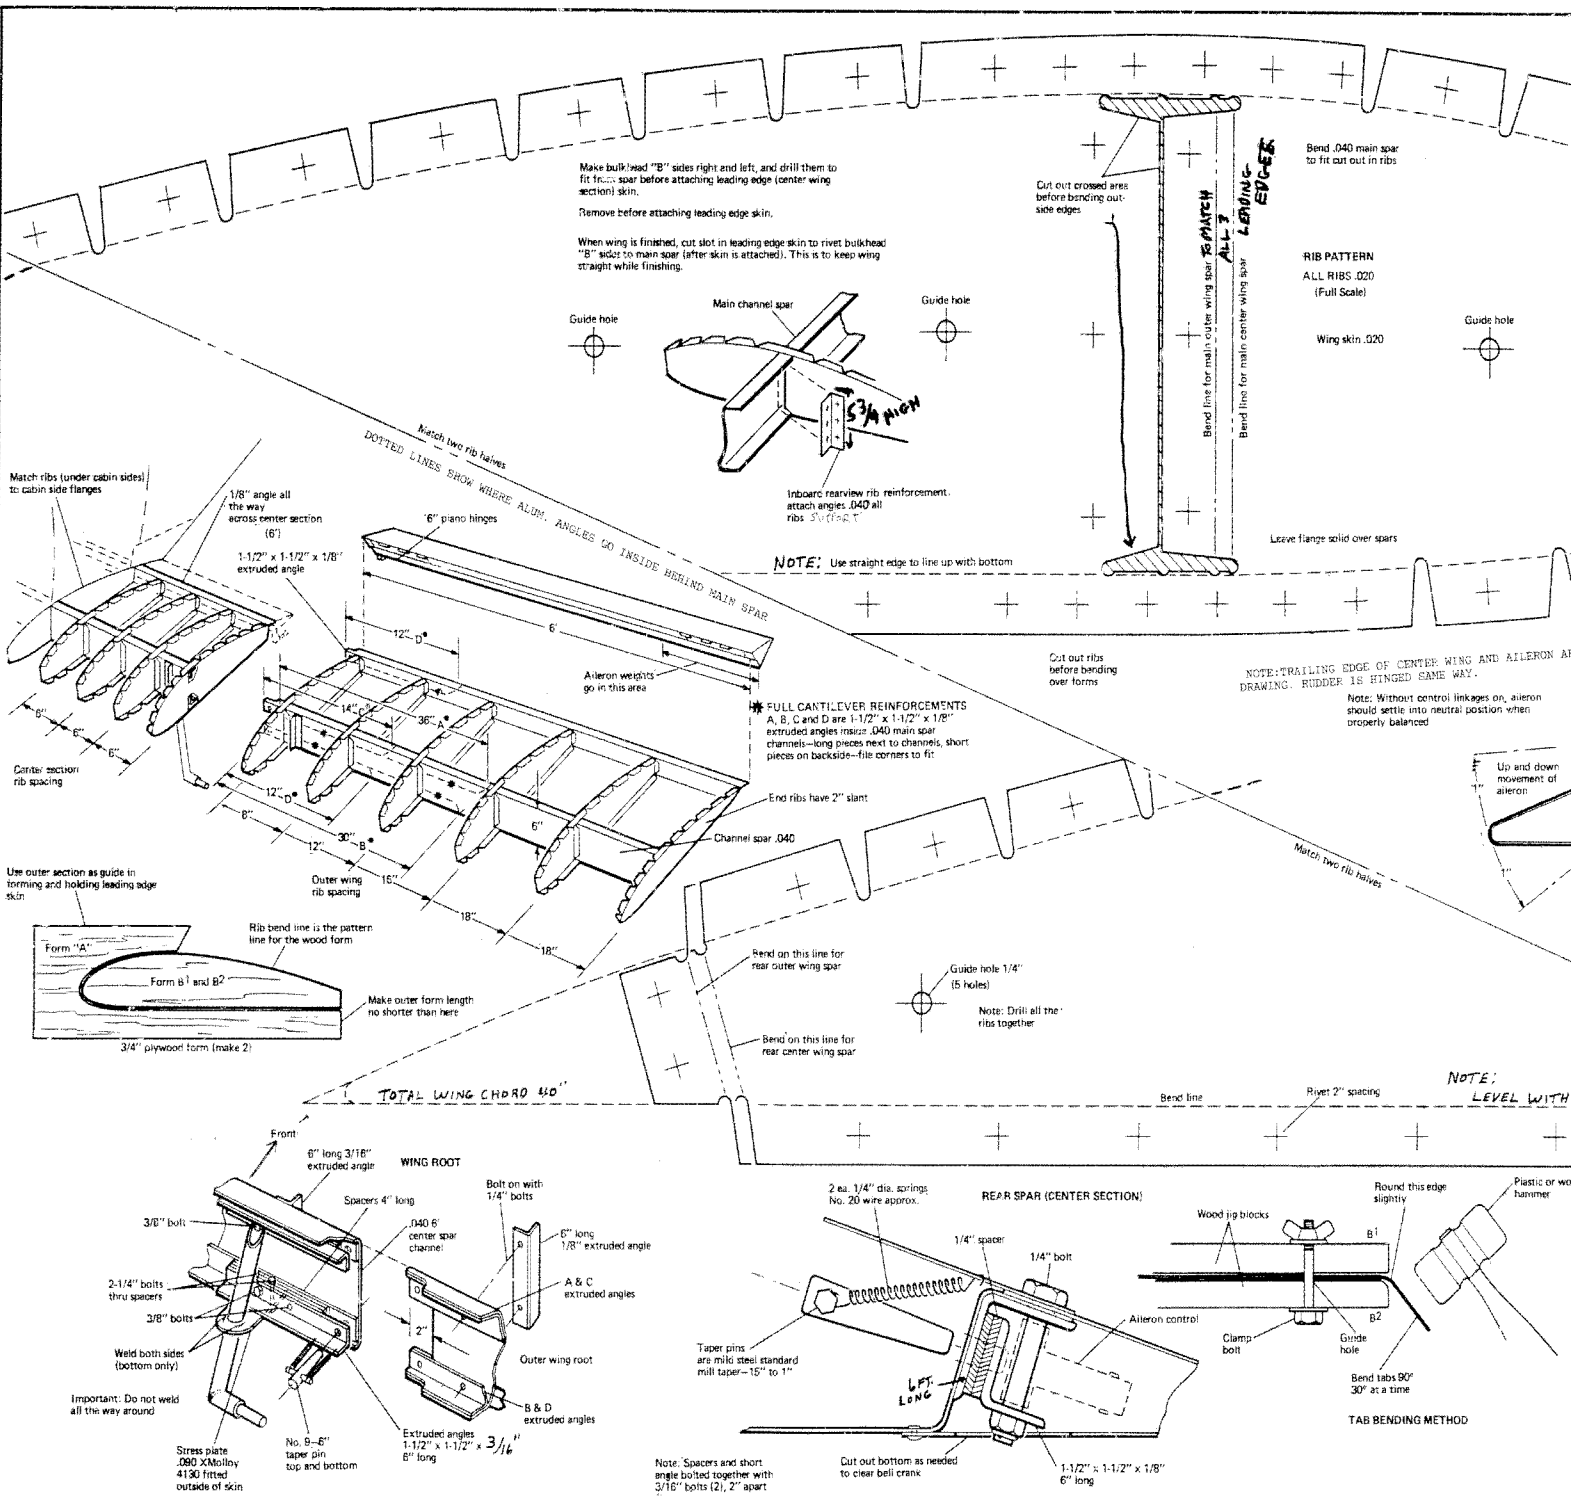 Make bulkhead "B" sides right and left, and drill them to
fit spar before attaching leading edge (center wing
section) skin.
Remove before attaching leading edge skin.
When wing is finished, cut slot in leading edge skin to rivet bulkhead
"B" sides to main spar (after skin is attached). This is to keep wing
straight while finishing.
Cut out crossed area
before bending out-
side edges
Bend .040 main spar
to fit cut out in ribs
Bend line for main outer wing spar TO MATCH
ALL 3
LEADING
EDGES
Bend line for main center wing spar
RIB PATTERN
ALL RIBS .020
(Full Scale)
Wing skin .020
Guide hole
Guide hole
Guide hole
Main channel spar
5 3/4 HIGH
Inboard rearview rib reinforcement,
attach angles .040 all
ribs
NOTE: Use straight edge to line up with bottom
Leave flange solid over spars
Match two rib halves
DOTTED LINES SHOW WHERE ALUM. ANGLES GO INSIDE BEHIND MAIN SPAR
Match ribs (under cabin sides)
to cabin side flanges
1/8" angle all
the way
across center section
(6')
1-1/2" x 1-1/2" x 1/8"
extruded angle
6" piano hinges
6'
12" D*
14" C*
36" A*
Aileron weights
go in this area
Cut out ribs
before bending
over forms
NOTE:TRAILING EDGE OF CENTER WING AND AILERON AR
DRAWING. RUDDER IS HINGED SAME WAY.
Note: Without control linkages on, aileron
should settle into neutral position when
properly balanced
* FULL CANTILEVER REINFORCEMENTS
A, B, C and D are 1-1/2" x 1-1/2" x 1/8"
extruded angles inside .040 main spar
channels—long pieces next to channels, short
pieces on backside—file corners to fit
6"
6"
6"
Center section
rib spacing
12" D*
8"
30" B*
12"
16"
18"
18"
6"
Outer wing
rib spacing
End ribs have 2" slant
Channel spar .040
Up and down
movement of
aileron
1"
1"
Match two rib halves
Use outer section as guide in
forming and holding leading edge
skin
Form "A"
Form B1 and B2
Rib bend line is the pattern
line for the wood form
Make outer form length
no shorter than here
3/4" plywood form (make 2)
Bend on this line for
rear outer wing spar
Bend on this line for
rear center wing spar
Guide hole 1/4"
(5 holes)
Note: Drill all the
ribs together
TOTAL WING CHORD 40"
Bend line
Rivet 2" spacing
NOTE:
LEVEL WITH
Front
WING ROOT
6" long 3/16"
extruded angle
Spacers 4" long
3/8" bolt
.040 6'
center spar
channel
2-1/4" bolts
thru spacers
3/8" bolts
Weld both sides
(bottom only)
Important: Do not weld
all the way around
Stress plate
.090 XMolloy
4130 fitted
outside of skin
No. 9—6"
taper pin
top and bottom
Extruded angles
1-1/2" x 1-1/2" x 3/16"
6" long
Bolt on with
1/4" bolts
6" long
1/8" extruded angle
A & C
extruded angles
2"
Outer wing root
B & D
extruded angles
REAR SPAR (CENTER SECTION)
2 ea. 1/4" dia. springs
No. 20 wire approx.
1/4" spacer
1/4" bolt
Aileron control
Taper pins
are mild steel standard
mill taper—15" to 1"
6 FT.
LONG
Note: Spacers and short
angle bolted together with
3/16" bolts (2), 2" apart
Cut out bottom as needed
to clear bell crank
1-1/2" x 1-1/2" x 1/8"
6" long
Wood jig blocks
Round this edge
slightly
Plastic or wo
hammer
B1
B2
Clamp
bolt
Guide
hole
Bend tabs 90°
30° at a time
TAB BENDING METHOD